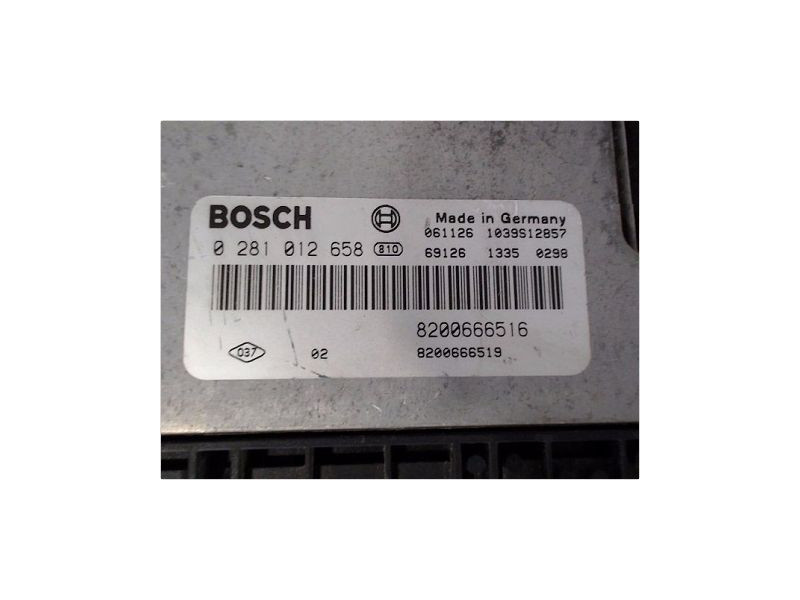 BOSCH
Made in Germany
061126 1039S12857
0 281 012 658 810
69126 1335 0298
8200666516
037 02 8200666519